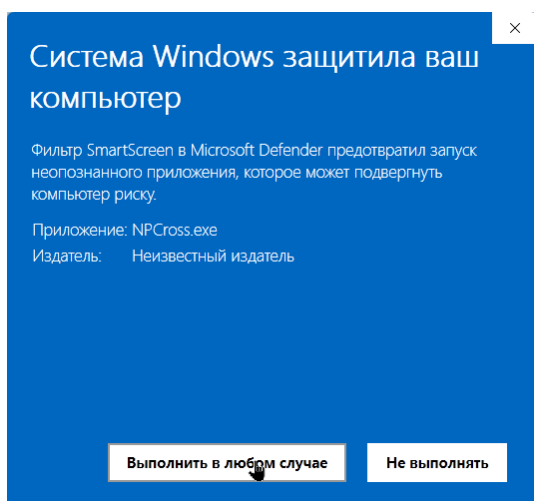 Система Windows защитила ваш
компьютер
Фильтр SmartScreen в Microsoft Defender предотвратил запуск
неопознанного приложения, которое может подвергнуть
компьютер риску.
Приложение: NPCross.exe
Издатель: Неизвестный издатель
Выполнить в любом случае
Не выполнять